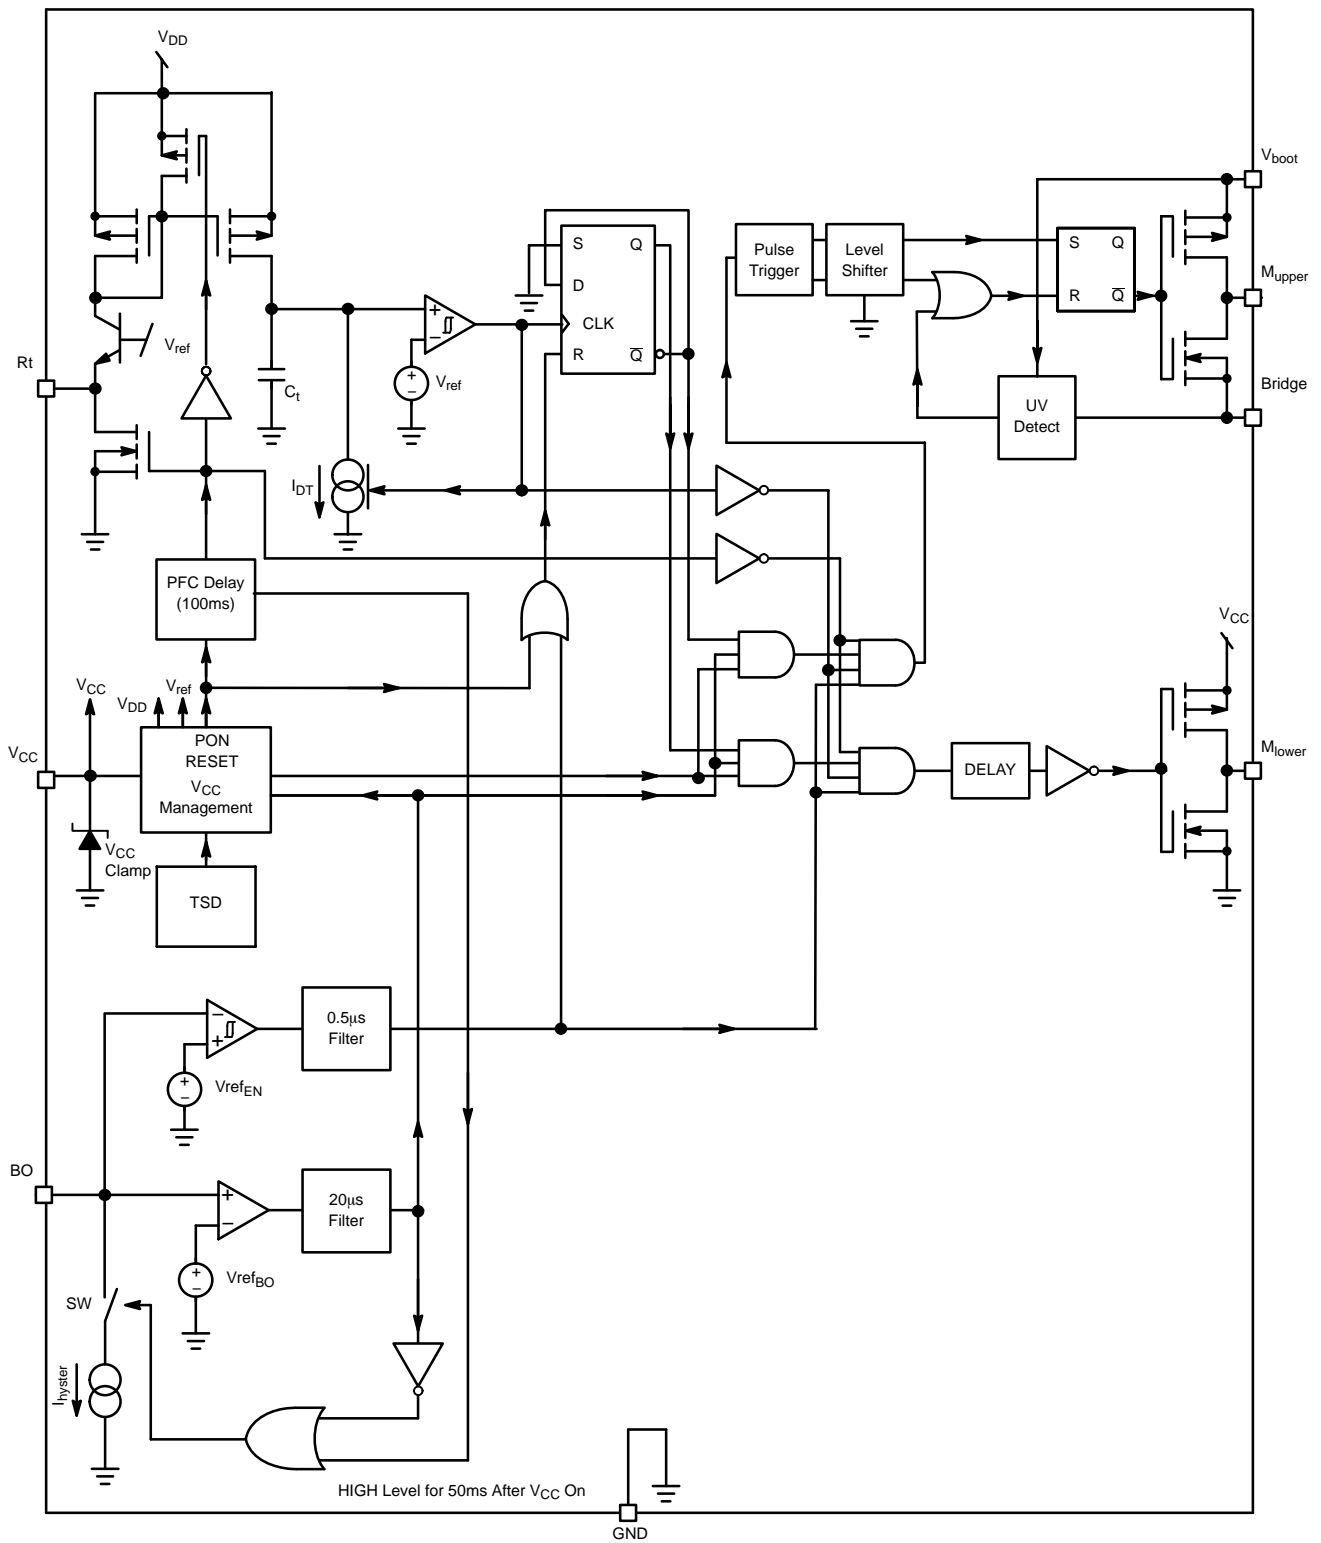 VDD
Vboot
S Q
D
CLK
R Q
Pulse
Trigger
Level
Shifter
S Q
R Q
Mupper
Vref
Rt
+
−
+
−
Vref
Ct
UV
Detect
Bridge
IDT
PFC Delay
(100ms)
VCC
VCC
Vref
VDD
VCC
PON
RESET
VCC
Management
DELAY
Mlower
VCC
Clamp
TSD
−
+
0.5μs
Filter
+
−
VrefEN
BO
+
−
20μs
Filter
+
−
VrefBO
SW
Ihyster
HIGH Level for 50ms After VCC On
GND